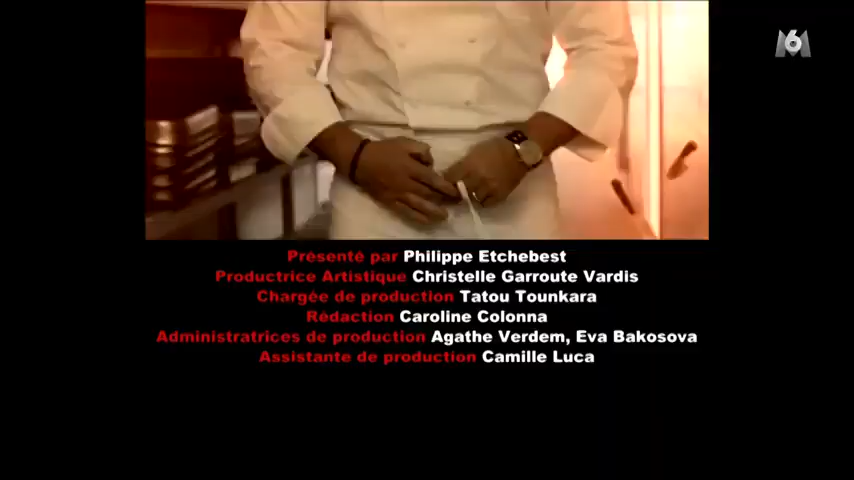 M6
Présenté par Philippe Etchebest
Productrice Artistique Christelle Garroute Vardis
Chargée de production Tatou Tounkara
Rédaction Caroline Colonna
Administratrices de production Agathe Verdem, Eva Bakosova
Assistante de production Camille Luca